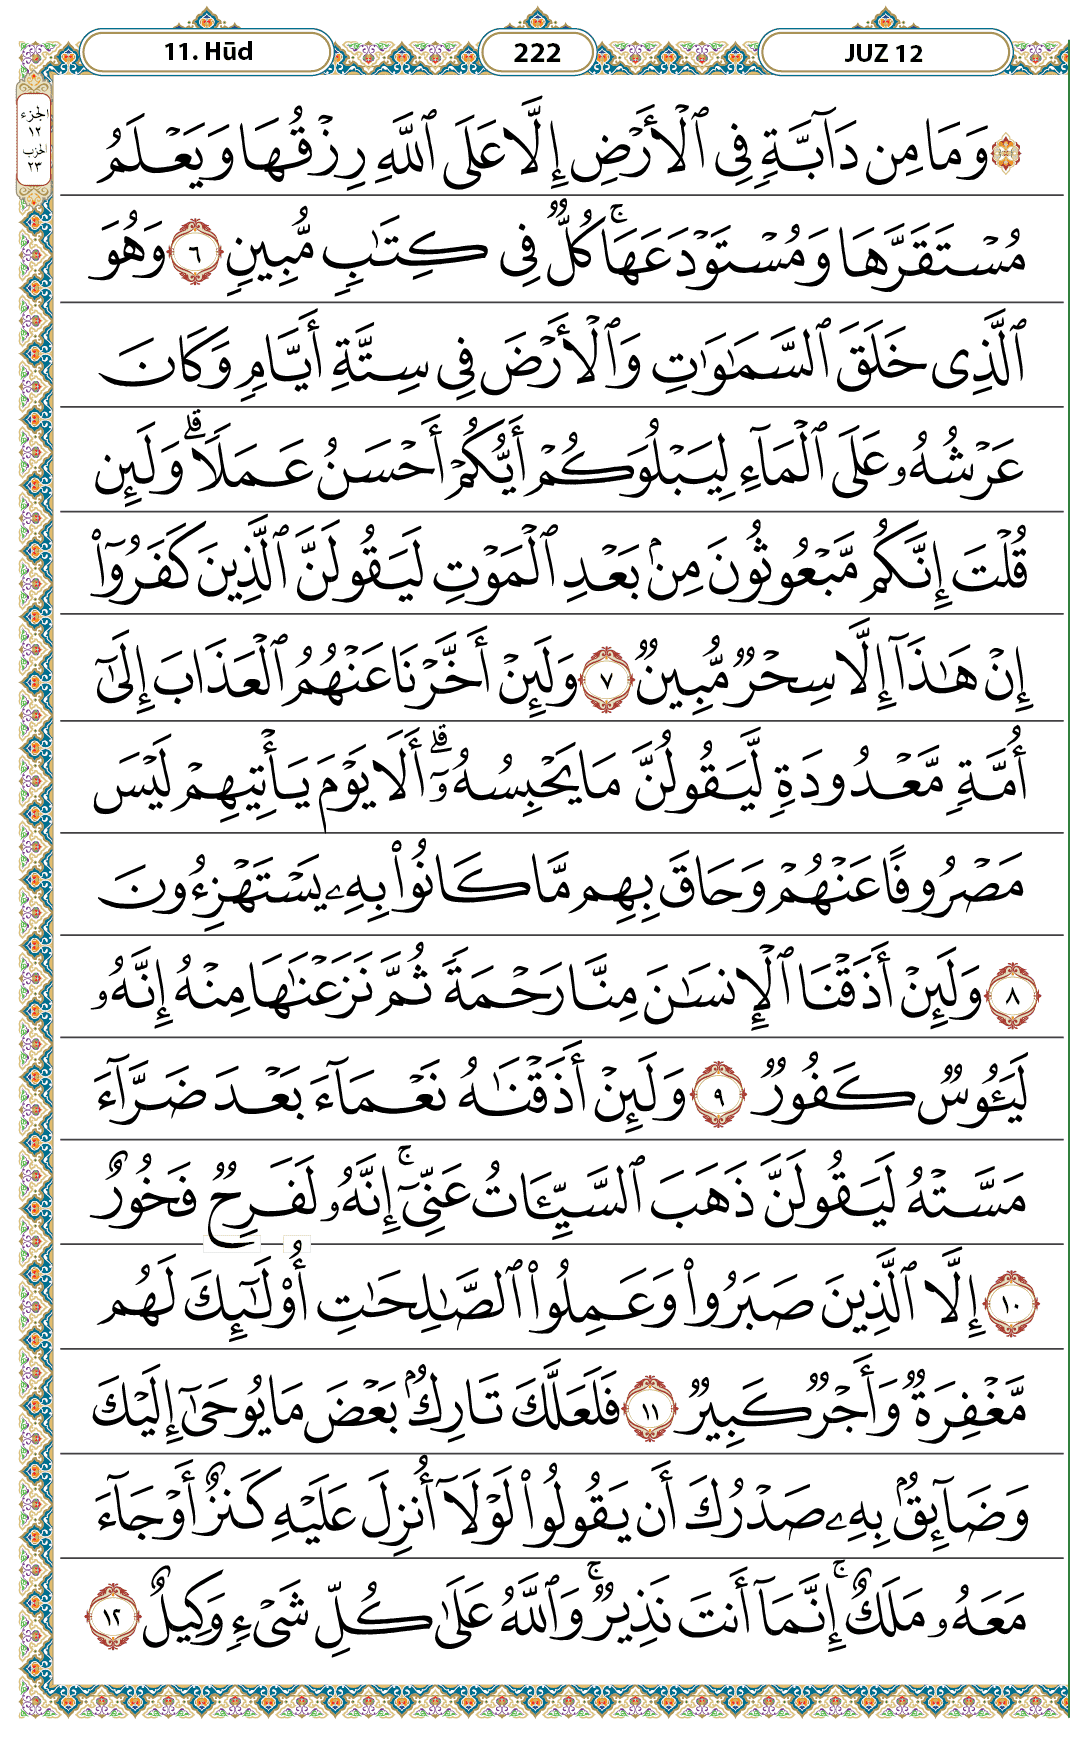 11. Hūd
222
JUZ 12
الجزء
١٢
الحزب
٢٣
۞ وَمَا مِن دَآبَّةٍ فِى ٱلْأَرْضِ إِلَّا عَلَى ٱللَّهِ رِزْقُهَا وَيَعْلَمُ
مُسْتَقَرَّهَا وَمُسْتَوْدَعَهَا ۚ كُلٌّ فِى كِتَٰبٍ مُّبِينٍ ٦ وَهُوَ
ٱلَّذِى خَلَقَ ٱلسَّمَٰوَٰتِ وَٱلْأَرْضَ فِى سِتَّةِ أَيَّامٍ وَكَانَ
عَرْشُهُۥ عَلَى ٱلْمَآءِ لِيَبْلُوَكُمْ أَيُّكُمْ أَحْسَنُ عَمَلًا ۗ وَلَئِن
قُلْتَ إِنَّكُم مَّبْعُوثُونَ مِنۢ بَعْدِ ٱلْمَوْتِ لَيَقُولَنَّ ٱلَّذِينَ كَفَرُوٓا۟
إِنْ هَٰذَآ إِلَّا سِحْرٌ مُّبِينٌ ٧ وَلَئِنْ أَخَّرْنَا عَنْهُمُ ٱلْعَذَابَ إِلَىٰٓ
أُمَّةٍ مَّعْدُودَةٍ لَّيَقُولُنَّ مَا يَحْبِسُهُۥٓ ۗ أَلَا يَوْمَ يَأْتِيهِمْ لَيْسَ
مَصْرُوفًا عَنْهُمْ وَحَاقَ بِهِم مَّا كَانُوا۟ بِهِۦ يَسْتَهْزِءُونَ
٨ وَلَئِنْ أَذَقْنَا ٱلْإِنسَٰنَ مِنَّا رَحْمَةً ثُمَّ نَزَعْنَٰهَا مِنْهُ إِنَّهُۥ
لَيَـُٔوسٌ كَفُورٌ ٩ وَلَئِنْ أَذَقْنَٰهُ نَعْمَآءَ بَعْدَ ضَرَّآءَ
مَسَّتْهُ لَيَقُولَنَّ ذَهَبَ ٱلسَّيِّـَٔاتُ عَنِّىٓ ۚ إِنَّهُۥ لَفَرِحٌ فَخُورٌ
١٠ إِلَّا ٱلَّذِينَ صَبَرُوا۟ وَعَمِلُوا۟ ٱلصَّٰلِحَٰتِ أُو۟لَٰٓئِكَ لَهُم
مَّغْفِرَةٌ وَأَجْرٌ كَبِيرٌ ١١ فَلَعَلَّكَ تَارِكٌۢ بَعْضَ مَا يُوحَىٰٓ إِلَيْكَ
وَضَآئِقٌۢ بِهِۦ صَدْرُكَ أَن يَقُولُوا۟ لَوْلَآ أُنزِلَ عَلَيْهِ كَنزٌ أَوْ جَآءَ
مَعَهُۥ مَلَكٌ ۚ إِنَّمَآ أَنتَ نَذِيرٌ ۚ وَٱللَّهُ عَلَىٰ كُلِّ شَىْءٍ وَكِيلٌ ١٢